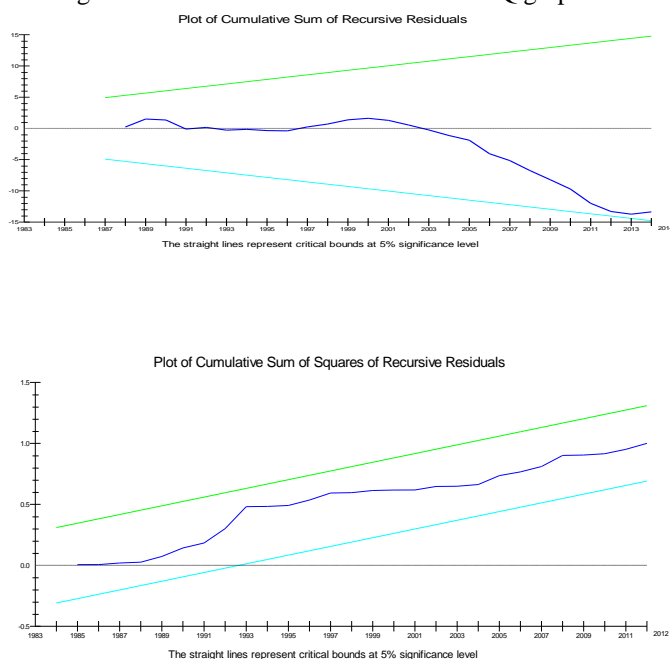 Plot of Cumulative Sum of Recursive Residuals
15
10
5
0
-5
-10
-15
1983 1985 1987 1989 1991 1993 1995 1997 1999 2001 2003 2005 2007 2009 2011 2013
The straight lines represent critical bounds at 5% significance level
Plot of Cumulative Sum of Squares of Recursive Residuals
1.5
1.0
0.5
0.0
-0.5
1983 1985 1987 1989 1991 1993 1995 1997 1999 2001 2003 2005 2007 2009 2011 2012
The straight lines represent critical bounds at 5% significance level